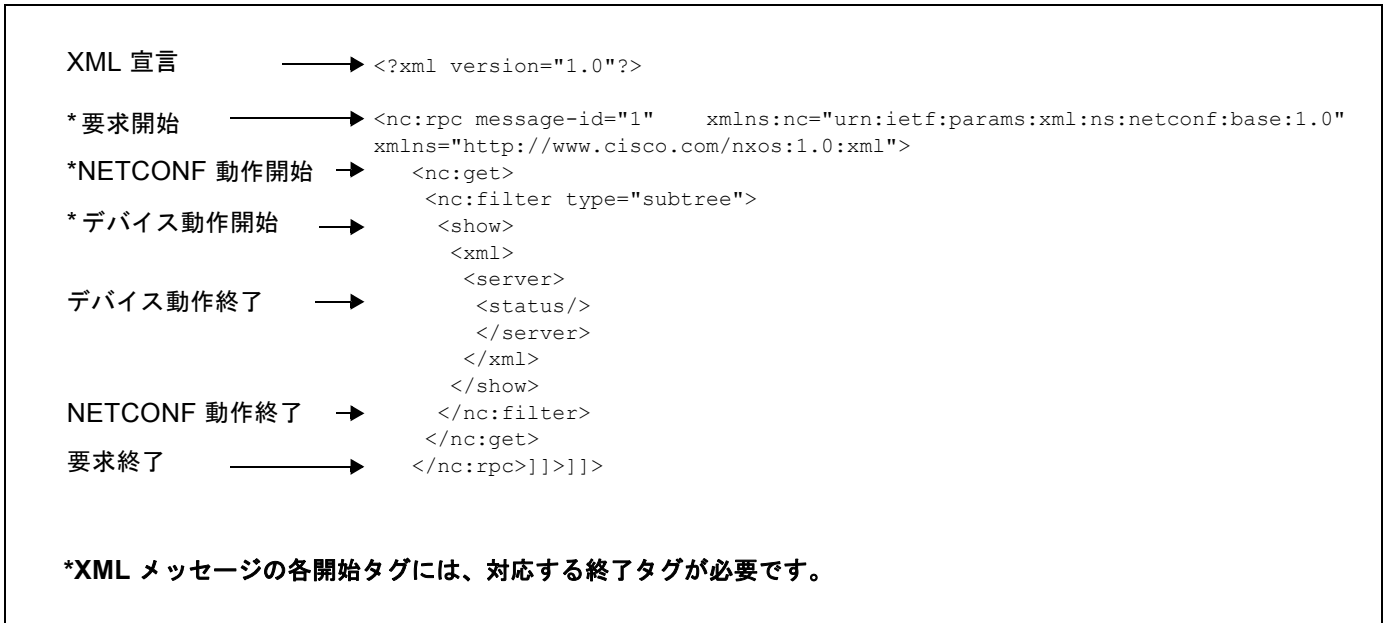 XML 宣言 <?xml version="1.0"?>
*要求開始 <nc:rpc message-id="1" xmlns:nc="urn:ietf:params:xml:ns:netconf:base:1.0"
xmlns="http://www.cisco.com/nxos:1.0:xml">
*NETCONF 動作開始 <nc:get>
<nc:filter type="subtree">
*デバイス動作開始 <show>
<xml>
<server>
デバイス動作終了 <status/>
</server>
</xml>
</show>
NETCONF 動作終了 </nc:filter>
</nc:get>
要求終了 </nc:rpc>]]>]]>
*XML メッセージの各開始タグには、対応する終了タグが必要です。